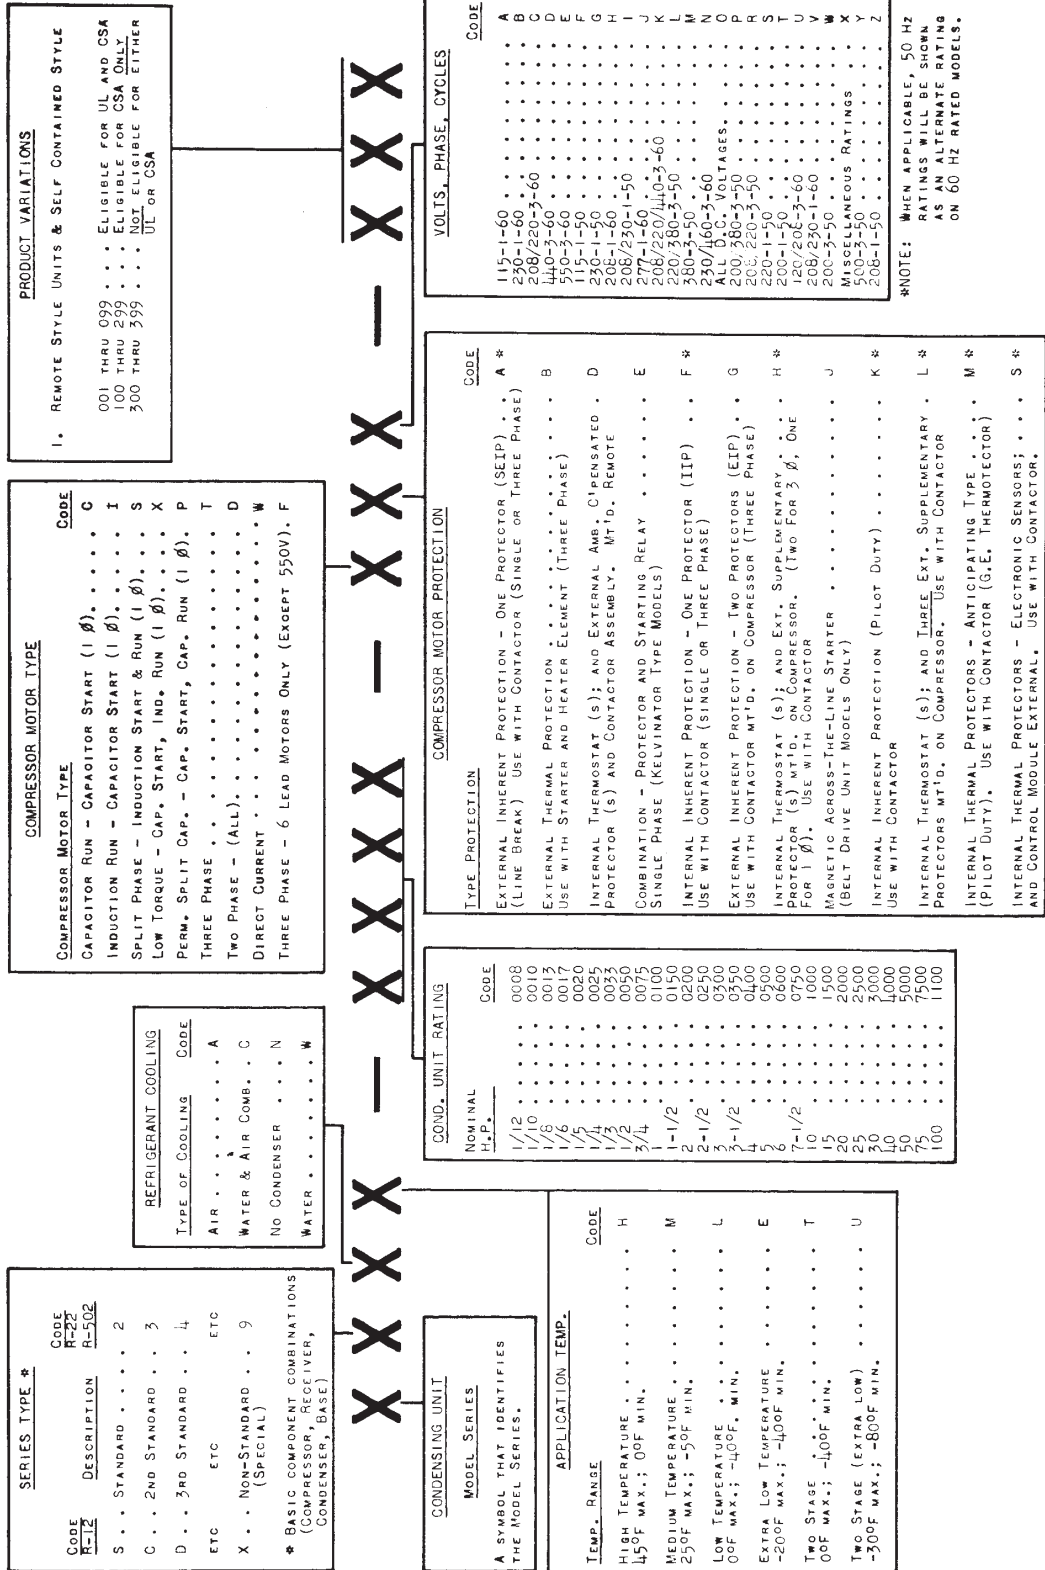 SERIES TYPE *
CODE R-12
DESCRIPTION
CODE R-22 R-502
S . . STANDARD . . . . 2
C . . 2ND STANDARD . . 3
D . . 3RD STANDARD . . 4
ETC ETC ETC
X . . NON-STANDARD . . 9
(SPECIAL)
* BASIC COMPONENT COMBINATIONS
(COMPRESSOR, RECEIVER,
CONDENSER, BASE)
REFRIGERANT COOLING
TYPE OF COOLING CODE
AIR . . . . . . . A
WATER & AIR COMB. . C
NO CONDENSER . . . N
WATER . . . . . . . W
COMPRESSOR MOTOR TYPE
COMPRESSOR MOTOR TYPE CODE
CAPACITOR RUN - CAPACITOR START (1 Ø). . . . C
INDUCTION RUN - CAPACITOR START (1 Ø). . . . I
SPLIT PHASE - INDUCTION START & RUN (1 Ø). . . S
LOW TORQUE - CAP. START, IND. RUN (1 Ø). . . X
PERM. SPLIT CAP. - CAP. START, CAP. RUN (1 Ø). P
THREE PHASE . . . . . . . . . . . . T
TWO PHASE - (ALL). . . . . . . . . . D
DIRECT CURRENT . . . . . . . . . . . W
THREE PHASE - 6 LEAD MOTORS ONLY (EXCEPT 550V). F
PRODUCT VARIATIONS
1. REMOTE STYLE UNITS & SELF CONTAINED STYLE
001 THRU 099 . . . ELIGIBLE FOR UL AND CSA
100 THRU 299 . . . ELIGIBLE FOR CSA ONLY
300 THRU 399 . . . NOT ELIGIBLE FOR EITHER
UL OR CSA
X X X X — X X X X — X X X — X X X
CONDENSING UNIT
MODEL SERIES
A SYMBOL THAT IDENTIFIES
THE MODEL SERIES.
APPLICATION TEMP.
TEMP. RANGE CODE
HIGH TEMPERATURE . . . . . . . . H
45°F MAX.; 0°F MIN.
MEDIUM TEMPERATURE . . . . . . . M
25°F MAX.; -5°F MIN.
LOW TEMPERATURE . . . . . . . . L
0°F MAX.; -40°F. MIN.
EXTRA LOW TEMPERATURE . . . . . E
-20°F MAX.; -40°F MIN.
TWO STAGE . . . . . . . . . . . T
0°F MAX.; -40°F MIN.
TWO STAGE (EXTRA LOW) . . . . . U
-30°F MAX.; -80°F MIN.
COND. UNIT RATING
NOMINAL H.P. CODE
1/12 . . . . . 0008
1/10 . . . . . 0010
1/8 . . . . . 0013
1/6 . . . . . 0017
1/5 . . . . . 0020
1/4 . . . . . 0025
1/3 . . . . . 0033
1/2 . . . . . 0050
3/4 . . . . . 0075
1 . . . . . 0100
1-1/2 . . . . . 0150
2 . . . . . 0200
2-1/2 . . . . . 0250
3 . . . . . 0300
3-1/2 . . . . . 0350
4 . . . . . 0400
5 . . . . . 0500
6 . . . . . 0600
7-1/2 . . . . . 0750
10 . . . . . 1000
15 . . . . . 1500
20 . . . . . 2000
25 . . . . . 2500
30 . . . . . 3000
40 . . . . . 4000
50 . . . . . 5000
75 . . . . . 7500
100 . . . . . 1100
COMPRESSOR MOTOR PROTECTION
TYPE PROTECTION CODE
EXTERNAL INHERENT PROTECTION - ONE PROTECTOR (SEIP) . . . A *
(LINE BREAK) USE WITH CONTACTOR (SINGLE OR THREE PHASE)
EXTERNAL THERMAL PROTECTION . . . . . . . . . . B
USE WITH STARTER AND HEATER ELEMENT (THREE PHASE)
INTERNAL THERMOSTAT (S); AND EXTERNAL AMB. C'PENSATED . D
PROTECTOR (S) AND CONTACTOR ASSEMBLY. MT'D. REMOTE
COMBINATION - PROTECTOR AND STARTING RELAY . . . . . E
SINGLE PHASE (KELVINATOR TYPE MODELS)
INTERNAL INHERENT PROTECTION - ONE PROTECTOR (IIP) . . F *
USE WITH CONTACTOR (SINGLE OR THREE PHASE)
EXTERNAL INHERENT PROTECTION - TWO PROTECTORS (EIP) . . G
USE WITH CONTACTOR MT'D. ON COMPRESSOR (THREE PHASE)
INTERNAL THERMOSTAT (S); AND EXT. SUPPLEMENTARY. . . . H *
PROTECTOR (S) MT'D. ON COMPRESSOR. (TWO FOR 3 Ø, ONE
FOR 1 Ø). USE WITH CONTACTOR
MAGNETIC ACROSS-THE-LINE STARTER . . . . . . . . J
(BELT DRIVE UNIT MODELS ONLY)
INTERNAL INHERENT PROTECTION (PILOT DUTY) . . . . . . K *
USE WITH CONTACTOR
INTERNAL THERMOSTAT (S); AND THREE EXT. SUPPLEMENTARY . L *
PROTECTORS MT'D. ON COMPRESSOR. USE WITH CONTACTOR
INTERNAL THERMAL PROTECTORS - ANTICIPATING TYPE . . . . M *
(PILOT DUTY). USE WITH CONTACTOR (G.E. THERMOTECTOR)
INTERNAL THERMAL PROTECTORS - ELECTRONIC SENSORS; . . . S *
AND CONTROL MODULE EXTERNAL. USE WITH CONTACTOR.
VOLTS, PHASE, CYCLES
CODE
115-1-60 . . . . . . . . A
230-1-60 . . . . . . . . B
208/220-3-60 . . . . . . C
440-3-60 . . . . . . . . D
550-3-60 . . . . . . . . E
115-1-50 . . . . . . . . F
230-1-50 . . . . . . . . G
208-1-60 . . . . . . . . H
208/230-1-50 . . . . . . I
277-1-60 . . . . . . . . J
208/220/440-3-60 . . . . K
220/380-3-50 . . . . . . L
380-3-50 . . . . . . . . M
230/460-3-60 . . . . . . N
ALL D.C. VOLTAGES. . . . O
200/380-3-50 . . . . . . P
200/220-3-50 . . . . . . R
220-1-50 . . . . . . . . S
200-1-50 . . . . . . . . T
120/208-3-60 . . . . . . U
208/230-1-60 . . . . . . V
200-3-50 . . . . . . . . W
MISCELLANEOUS RATINGS . . X
500-3-50 . . . . . . . . Y
208-1-50 . . . . . . . . Z
*NOTE: WHEN APPLICABLE, 50 HZ
RATINGS WILL BE SHOWN
AS AN ALTERNATE RATING
ON 60 HZ RATED MODELS.